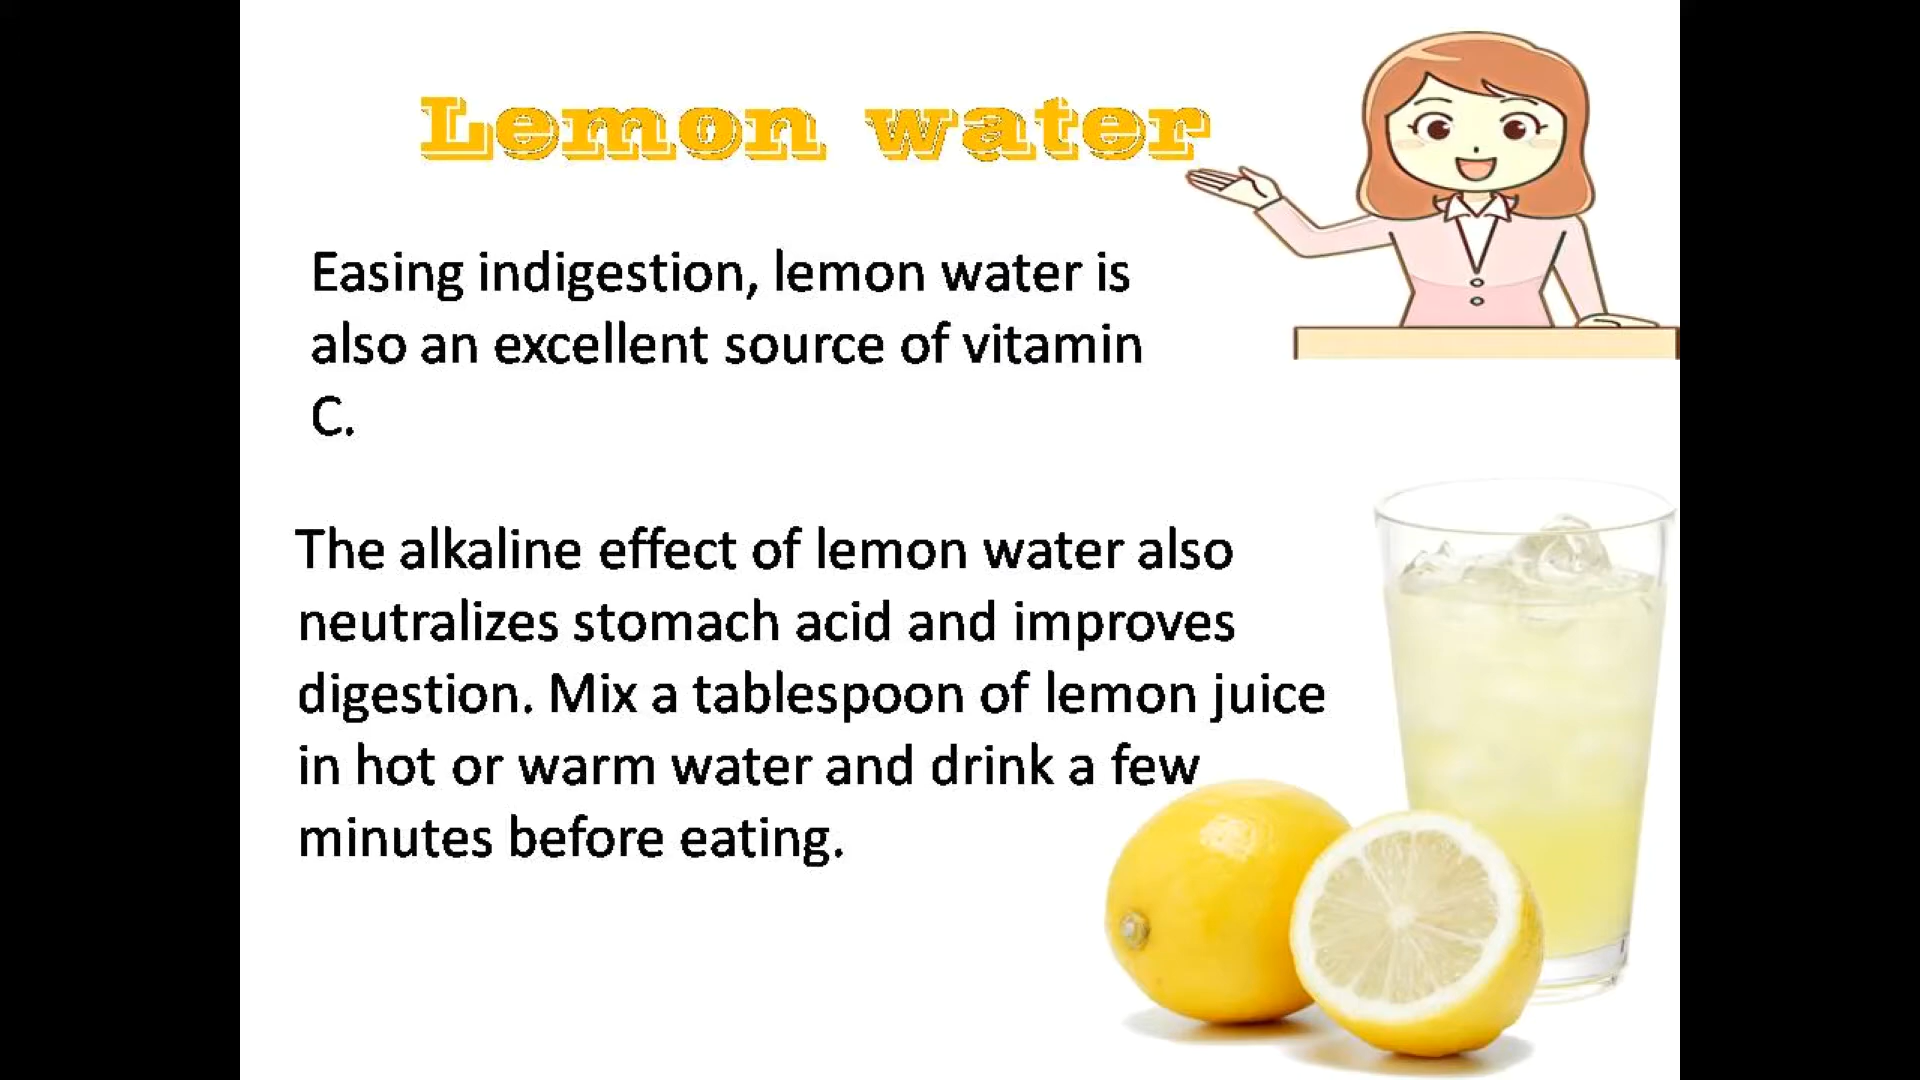 Lemon water
Easing indigestion, lemon water is
also an excellent source of vitamin
C.
The alkaline effect of lemon water also
neutralizes stomach acid and improves
digestion. Mix a tablespoon of lemon juice
in hot or warm water and drink a few
minutes before eating.